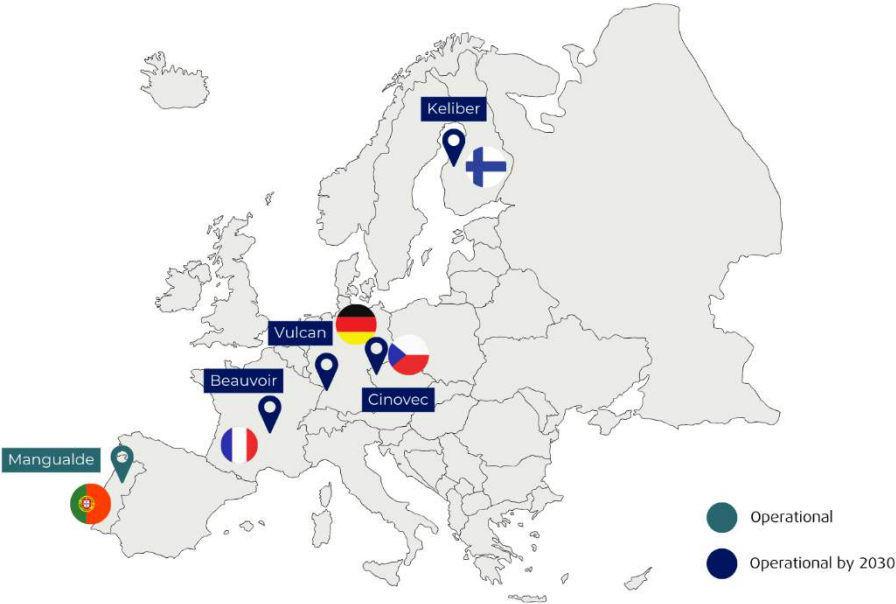 Keliber
Vulcan
Beauvoir
Cinovec
Mangualde
Operational
Operational by 2030